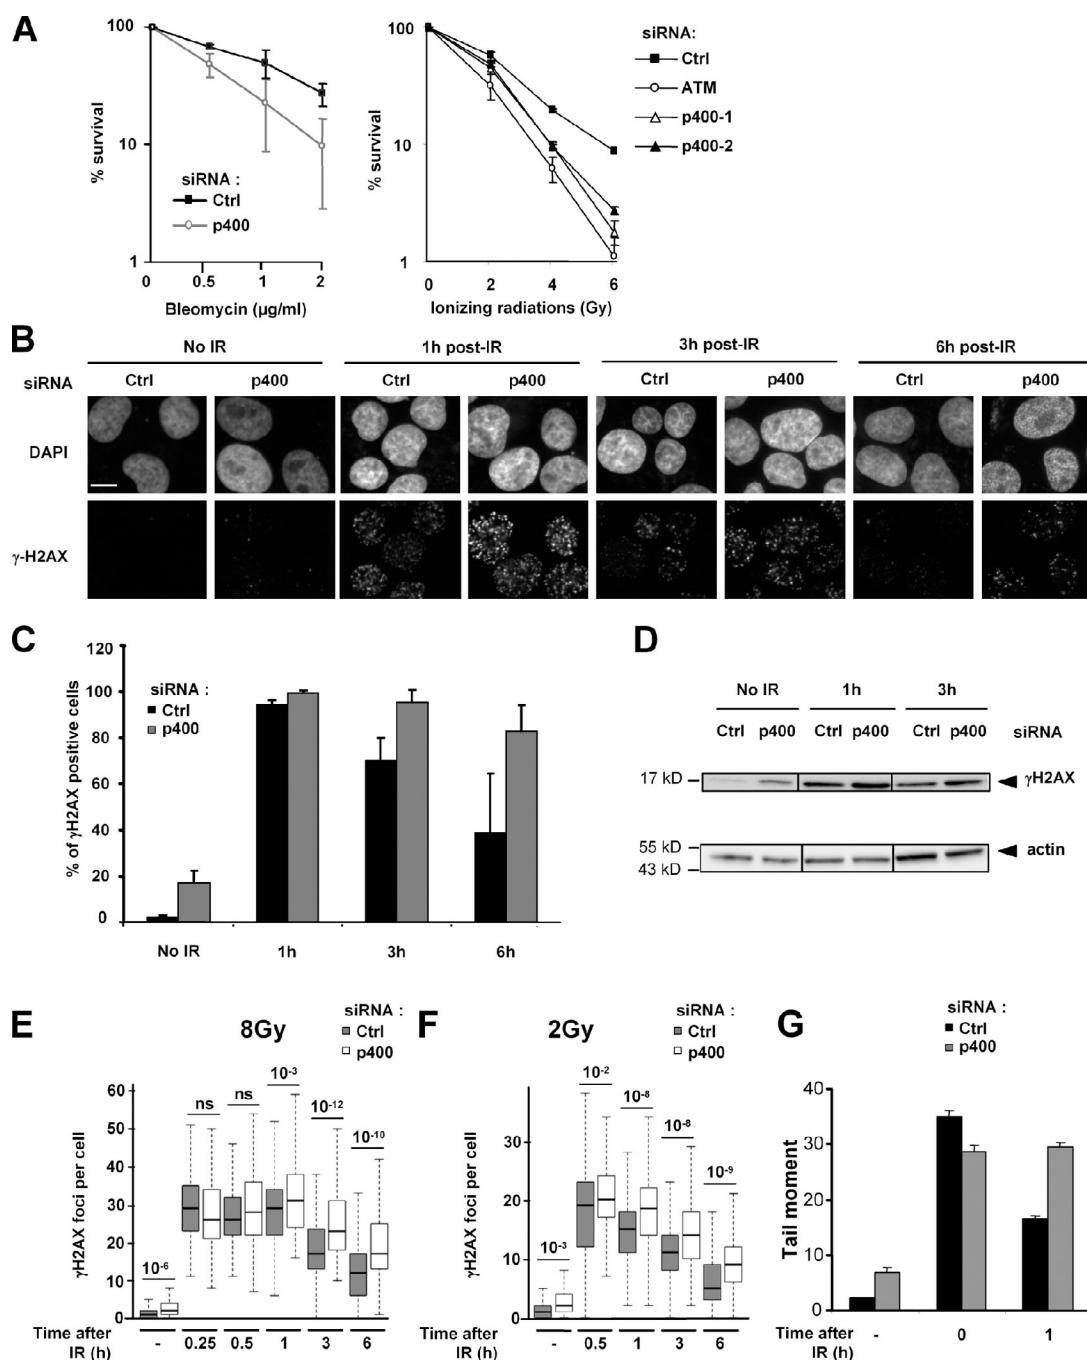 A
100
10
1
% survival
siRNA :
Ctrl
p400
0 0.5 1 2
Bleomycin (µg/ml)
100
10
1
% survival
0 2 4 6
Ionizing radiations (Gy)
siRNA:
Ctrl
ATM
p400-1
p400-2
B
No IR 1h post-IR 3h post-IR 6h post-IR
siRNA Ctrl p400 Ctrl p400 Ctrl p400 Ctrl p400
DAPI
γ-H2AX
C
120
100
80
60
40
20
0
% of γH2AX positive cells
siRNA :
Ctrl
p400
No IR 1h 3h 6h
D
No IR 1h 3h
Ctrl p400 Ctrl p400 Ctrl p400 siRNA
17 kD γH2AX
55 kD actin
43 kD
E
8Gy
siRNA :
Ctrl
p400
60
50
40
30
20
10
0
γH2AX foci per cell
10-6 ns ns 10-3 10-12 10-10
Time after IR (h)
- 0.25 0.5 1 3 6
F
2Gy
siRNA :
Ctrl
p400
30
20
10
0
γH2AX foci per cell
10-3 10-2 10-8 10-8 10-9
Time after IR (h)
- 0.5 1 3 6
G
siRNA :
Ctrl
p400
40
30
20
10
0
Tail moment
Time after IR (h)
- 0 1